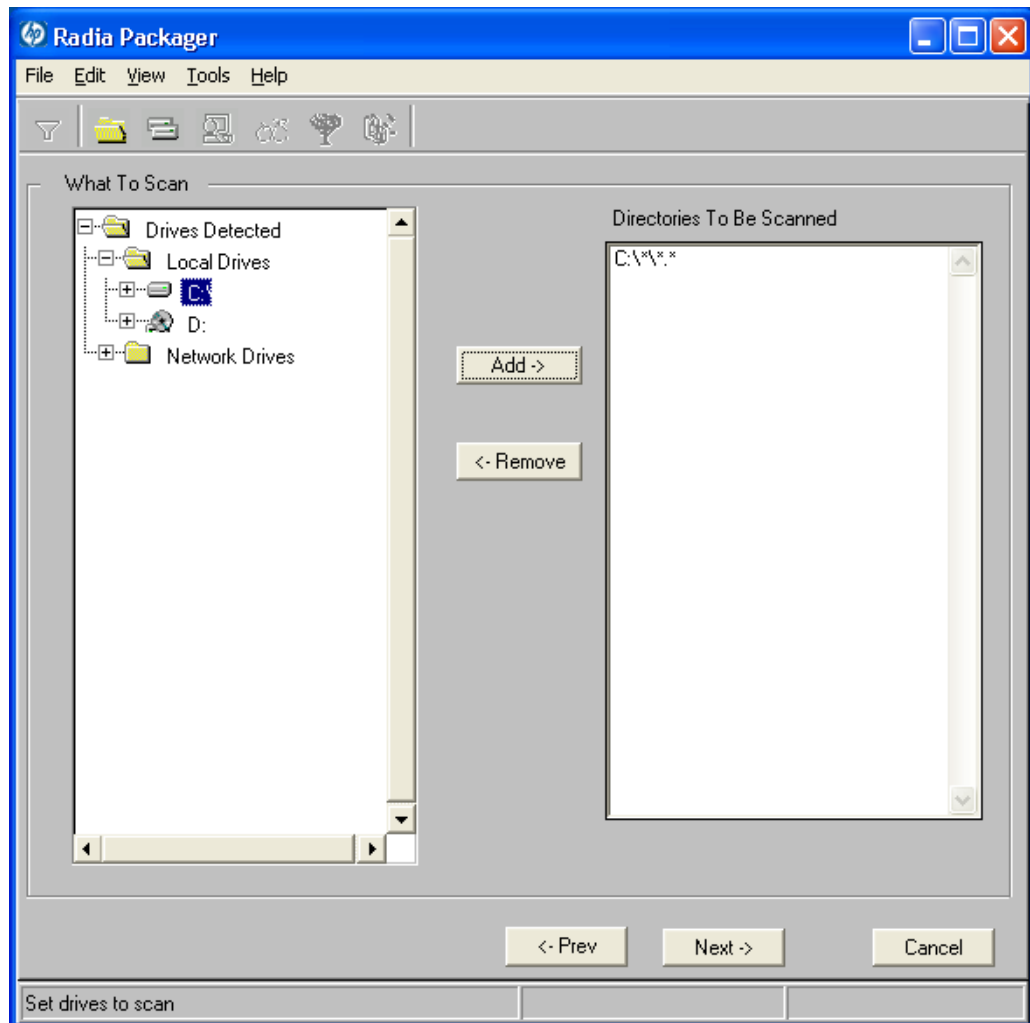 hp Radia Packager
File Edit View Tools Help
What To Scan
Drives Detected
Local Drives
C:\
D:
Network Drives
Add ->
<- Remove
Directories To Be Scanned
C:\*\*.*
<- Prev Next -> Cancel
Set drives to scan